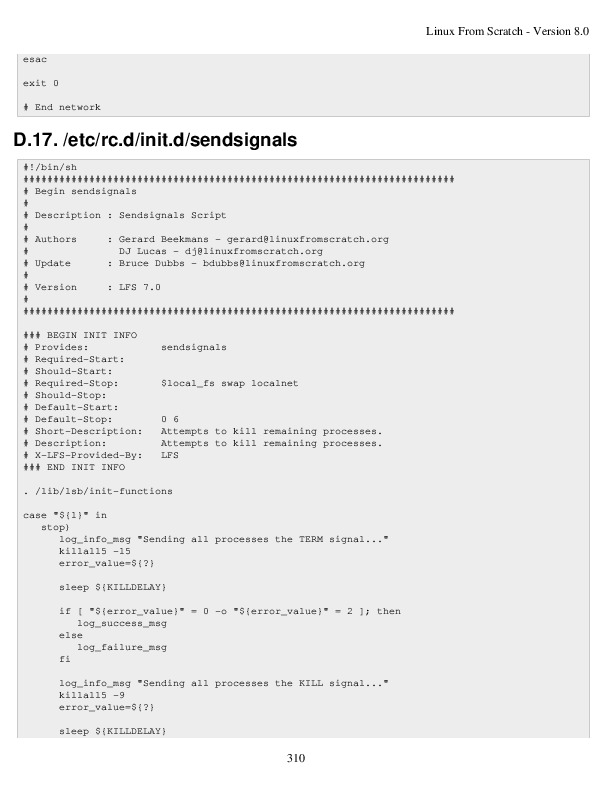 Linux From Scratch - Version 8.0
esac
exit 0
# End network
D.17. /etc/rc.d/init.d/sendsignals
#!/bin/sh
########################################################################
# Begin sendsignals
#
# Description : Sendsignals Script
#
# Authors     : Gerard Beekmans - gerard@linuxfromscratch.org
#               DJ Lucas - dj@linuxfromscratch.org
# Update      : Bruce Dubbs - bdubbs@linuxfromscratch.org
#
# Version     : LFS 7.0
#
########################################################################
### BEGIN INIT INFO
# Provides:            sendsignals
# Required-Start:
# Should-Start:
# Required-Stop:       $local_fs swap localnet
# Should-Stop:
# Default-Start:
# Default-Stop:        0 6
# Short-Description:   Attempts to kill remaining processes.
# Description:         Attempts to kill remaining processes.
# X-LFS-Provided-By:   LFS
### END INIT INFO
. /lib/lsb/init-functions
case "${1}" in
   stop)
      log_info_msg "Sending all processes the TERM signal..."
      killall5 -15
      error_value=${?}
      sleep ${KILLDELAY}
      if [ "${error_value}" = 0 -o "${error_value}" = 2 ]; then
         log_success_msg
      else
         log_failure_msg
      fi
      log_info_msg "Sending all processes the KILL signal..."
      killall5 -9
      error_value=${?}
      sleep ${KILLDELAY}
310